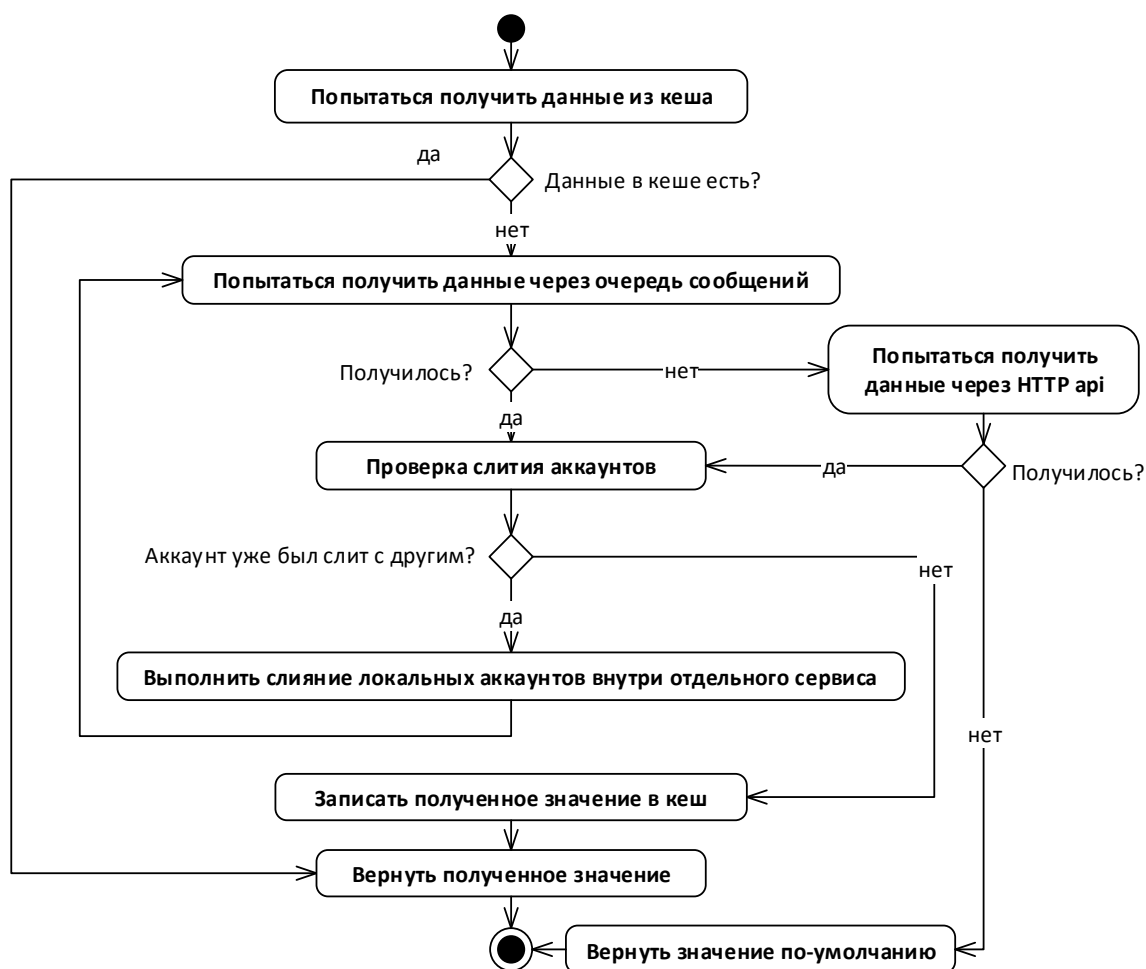 Попытаться получить данные из кеша
да
Данные в кеше есть?
нет
Попытаться получить данные через очередь сообщений
Получилось?
нет
Попытаться получить
данные через HTTP api
да
Проверка слития аккаунтов
да
Получилось?
Аккаунт уже был слит с другим?
нет
да
Выполнить слияние локальных аккаунтов внутри отдельного сервиса
нет
Записать полученное значение в кеш
Вернуть полученное значение
Вернуть значение по-умолчанию